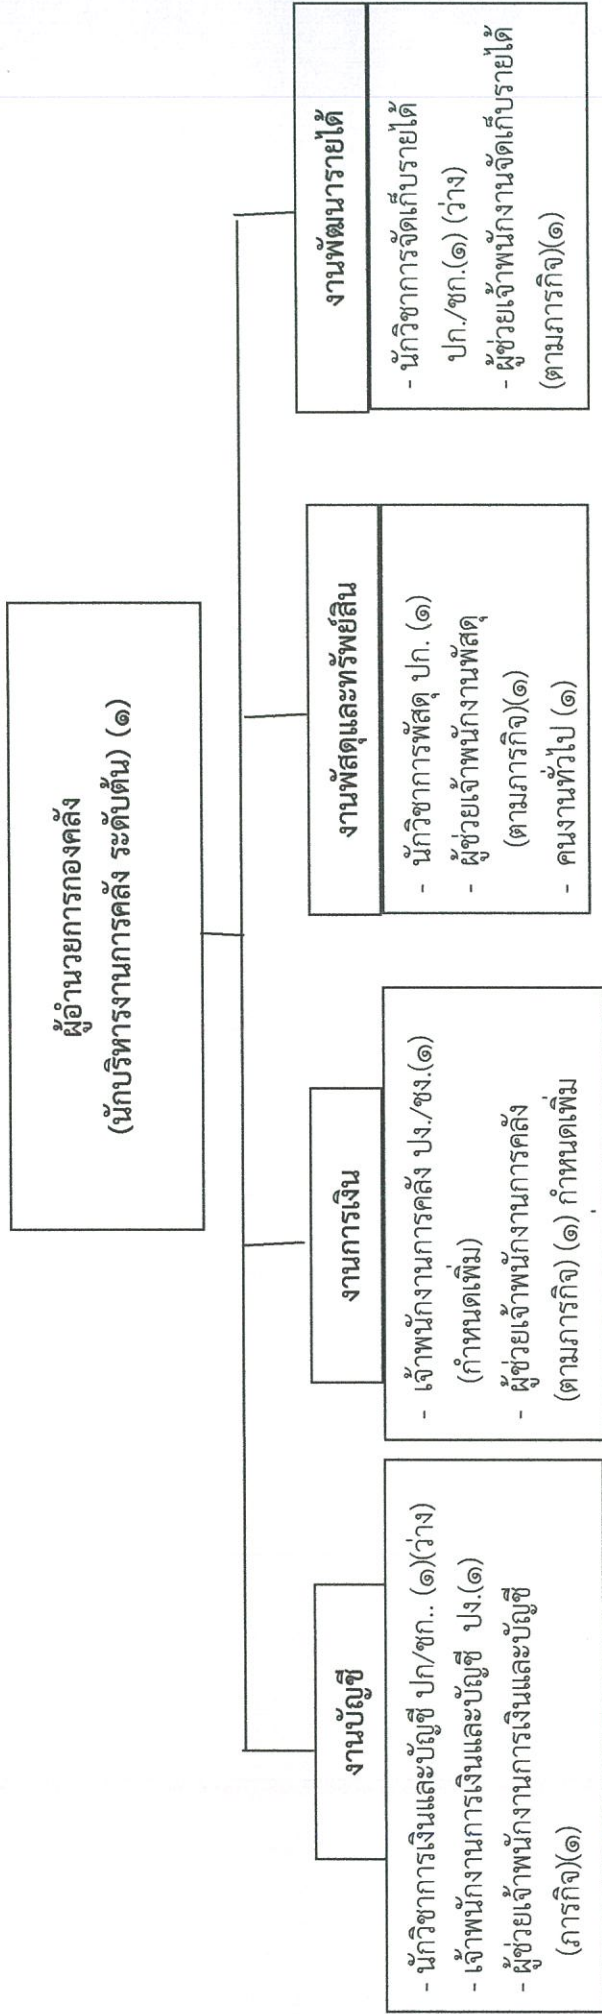 ผู้อำนวยการกองคลัง
(นักบริหารงานการคลัง ระดับต้น) (๑)
งานบัญชี
- นักวิชาการเงินและบัญชี ปก/ชก.. (๑)(ว่าง)
- เจ้าพนักงานการเงินและบัญชี ปง.(๑)
- ผู้ช่วยเจ้าพนักงานการเงินและบัญชี
(ภารกิจ)(๑)
งานการเงิน
- เจ้าพนักงานการคลัง ปง./ชง.(๑)
(กำหนดเพิ่ม)
- ผู้ช่วยเจ้าพนักงานการคลัง
(ตามภารกิจ) (๑) กำหนดเพิ่ม
งานพัสดุและทรัพย์สิน
- นักวิชาการพัสดุ ปก. (๑)
- ผู้ช่วยเจ้าพนักงานพัสดุ
(ตามภารกิจ)(๑)
- คนงานทั่วไป (๑)
งานพัฒนารายได้
- นักวิชาการจัดเก็บรายได้
ปก./ชก.(๑) (ว่าง)
- ผู้ช่วยเจ้าพนักงานจัดเก็บรายได้
(ตามภารกิจ)(๑)